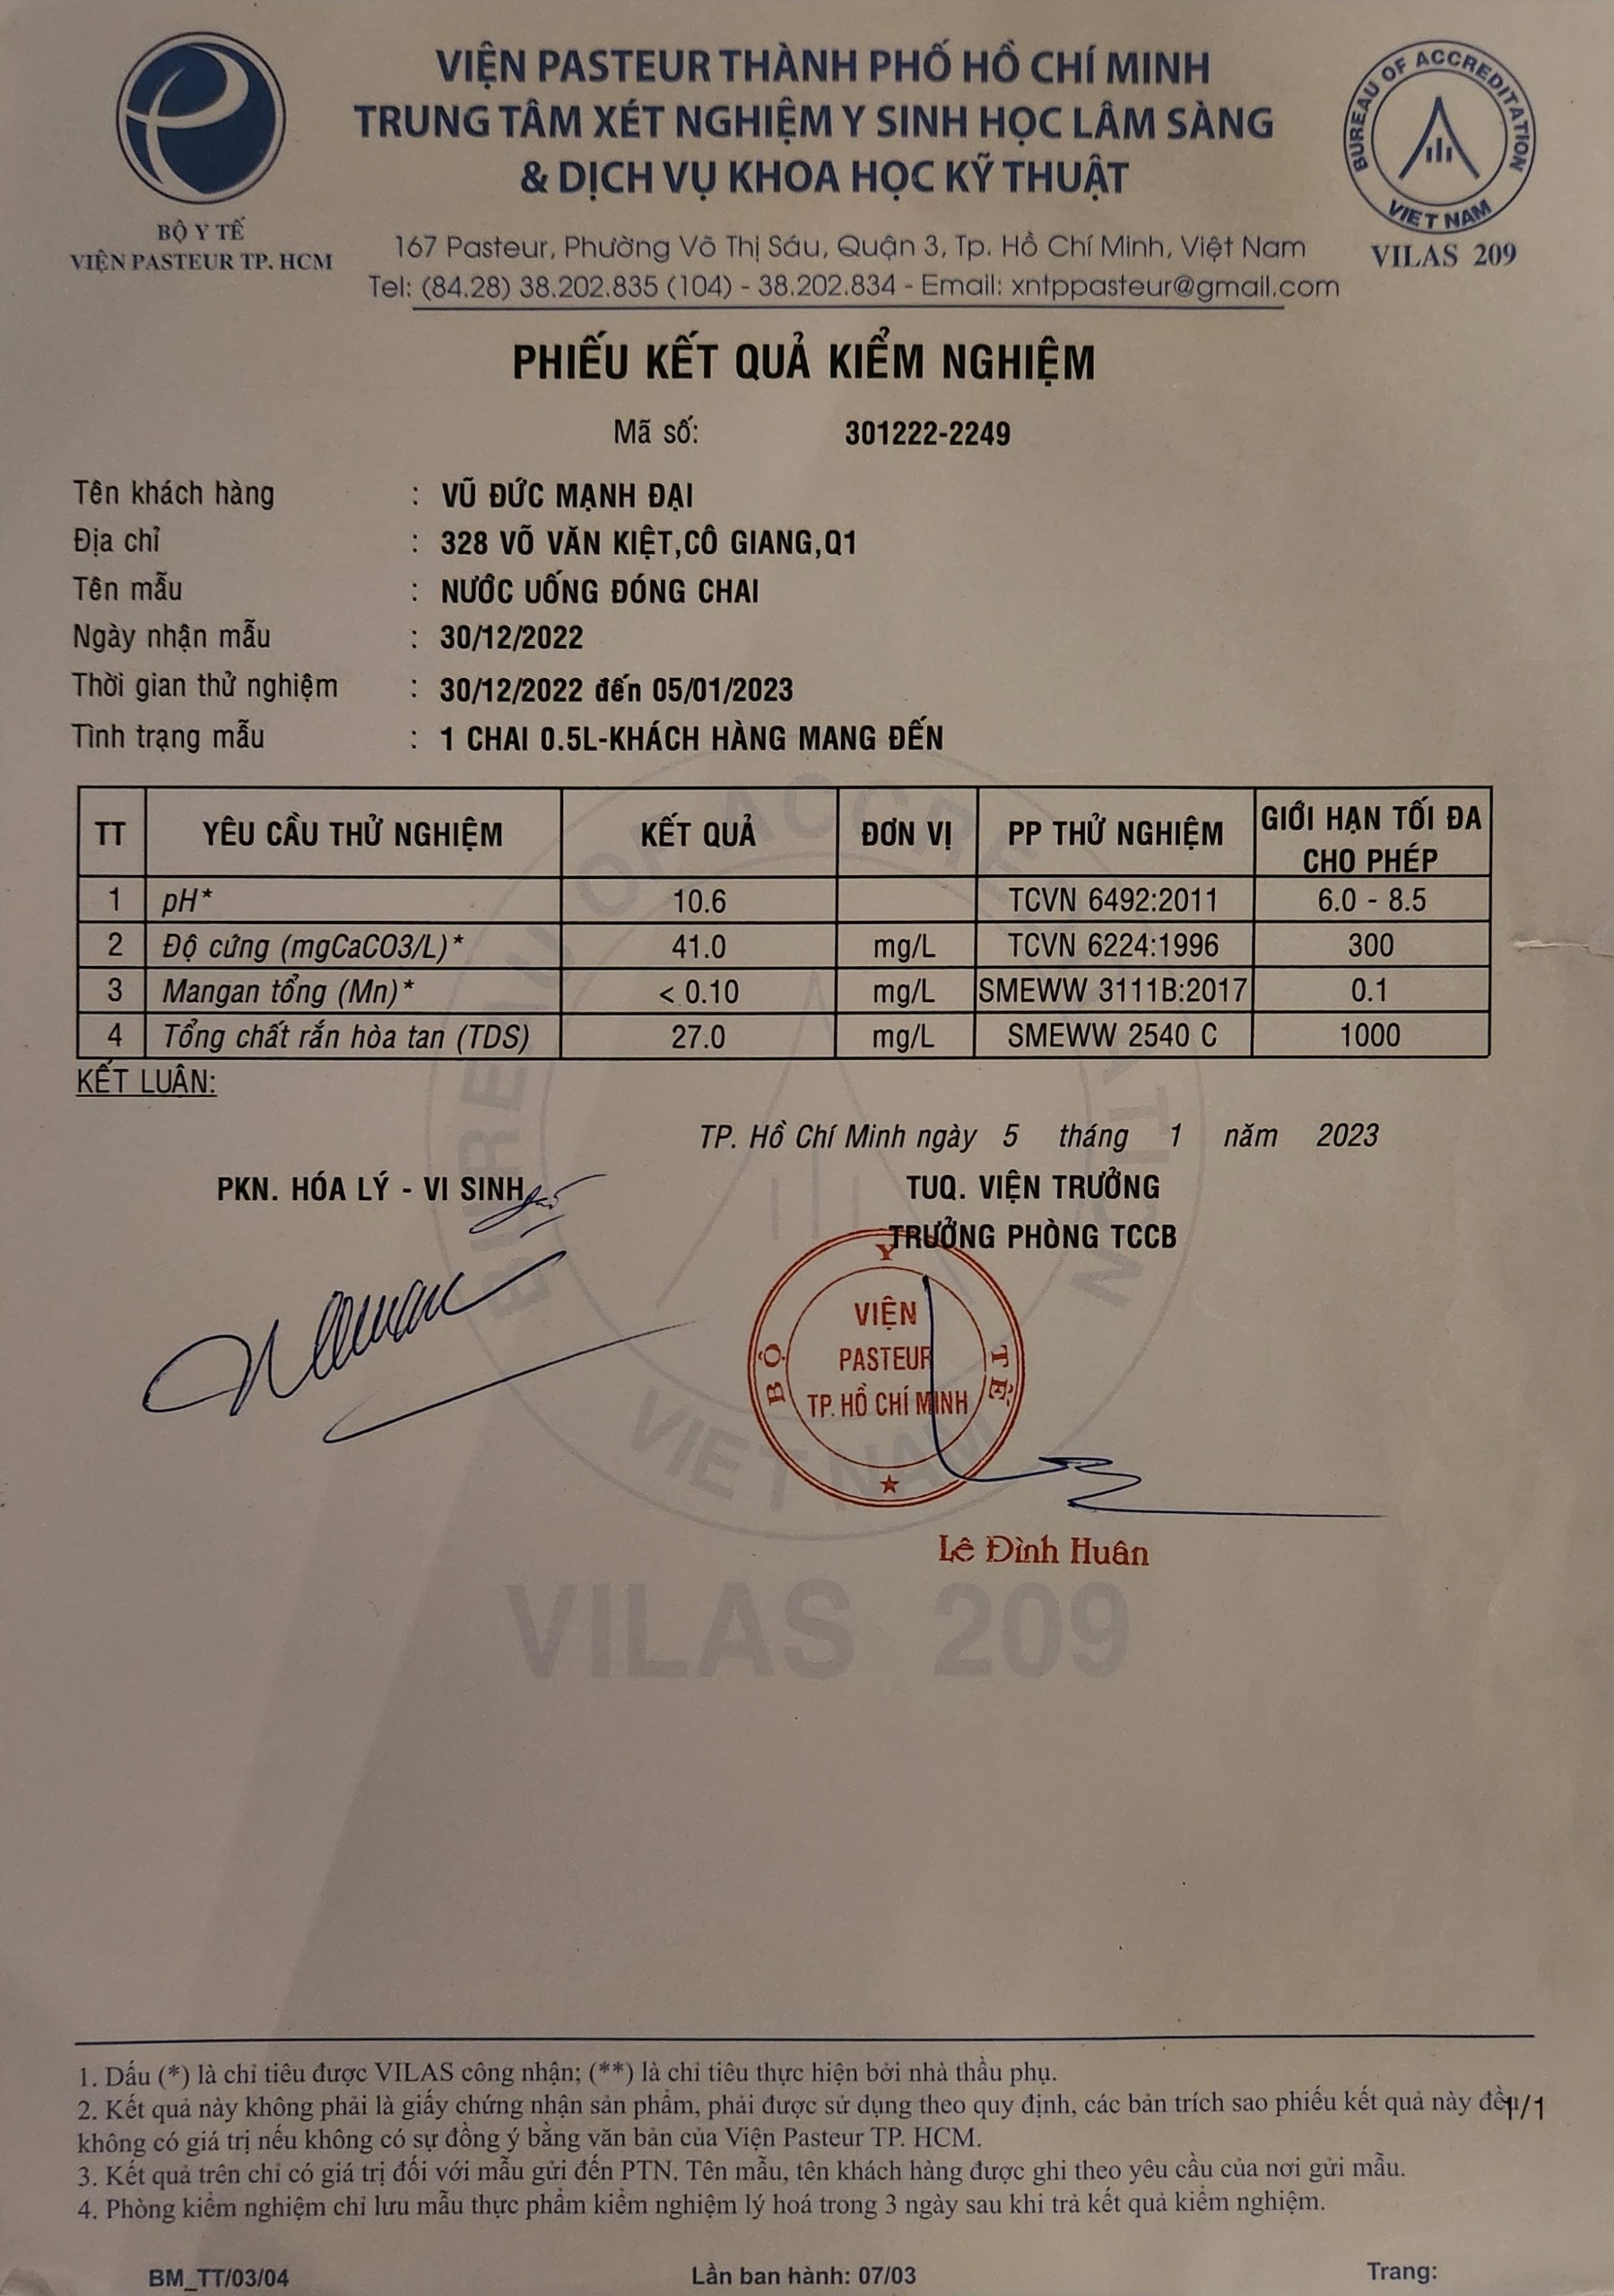 VIỆN PASTEUR THÀNH PHỐ HỒ CHÍ MINH
TRUNG TÂM XÉT NGHIỆM Y SINH HỌC LÂM SÀNG
& DỊCH VỤ KHOA HỌC KỸ THUẬT
BỘ Y TẾ
VIỆN PASTEUR TP. HCM
167 Pasteur, Phường Võ Thị Sáu, Quận 3, Tp. Hồ Chí Minh, Việt Nam
Tel: (84.28) 38.202.835 (104) - 38.202.834 - Email: xntppasteur@gmail.com
BUREAU OF ACCREDITATION
VIET NAM
VILAS 209
PHIẾU KẾT QUẢ KIỂM NGHIỆM
Mã số: 301222-2249
Tên khách hàng : VŨ ĐỨC MẠNH ĐẠI
Địa chỉ : 328 VÕ VĂN KIỆT,CÔ GIANG,Q1
Tên mẫu : NƯỚC UỐNG ĐÓNG CHAI
Ngày nhận mẫu : 30/12/2022
Thời gian thử nghiệm : 30/12/2022 đến 05/01/2023
Tình trạng mẫu : 1 CHAI 0.5L-KHÁCH HÀNG MANG ĐẾN
TT YÊU CẦU THỬ NGHIỆM KẾT QUẢ ĐƠN VỊ PP THỬ NGHIỆM GIỚI HẠN TỐI ĐA CHO PHÉP
1 pH* 10.6 TCVN 6492:2011 6.0 - 8.5
2 Độ cứng (mgCaCO3/L)* 41.0 mg/L TCVN 6224:1996 300
3 Mangan tổng (Mn)* < 0.10 mg/L SMEWW 3111B:2017 0.1
4 Tổng chất rắn hòa tan (TDS) 27.0 mg/L SMEWW 2540 C 1000
KẾT LUẬN:
TP. Hồ Chí Minh ngày 5 tháng 1 năm 2023
PKN. HÓA LÝ - VI SINH
TUQ. VIỆN TRƯỞNG
TRƯỞNG PHÒNG TCCB
BỘ Y TẾ
VIỆN
PASTEUR
TP. HỒ CHÍ MINH
Lê Đình Huân
BUREAU OF ACCREDITATION
VIET NAM
VILAS 209
1. Dấu (*) là chỉ tiêu được VILAS công nhận; (**) là chỉ tiêu thực hiện bởi nhà thầu phụ.
2. Kết quả này không phải là giấy chứng nhận sản phẩm, phải được sử dụng theo quy định, các bản trích sao phiếu kết quả này đều
1/1
không có giá trị nếu không có sự đồng ý bằng văn bản của Viện Pasteur TP. HCM.
3. Kết quả trên chỉ có giá trị đối với mẫu gửi đến PTN. Tên mẫu, tên khách hàng được ghi theo yêu cầu của nơi gửi mẫu.
4. Phòng kiểm nghiệm chỉ lưu mẫu thực phẩm kiểm nghiệm lý hoá trong 3 ngày sau khi trả kết quả kiểm nghiệm.
BM_TT/03/04 Lần ban hành: 07/03 Trang: